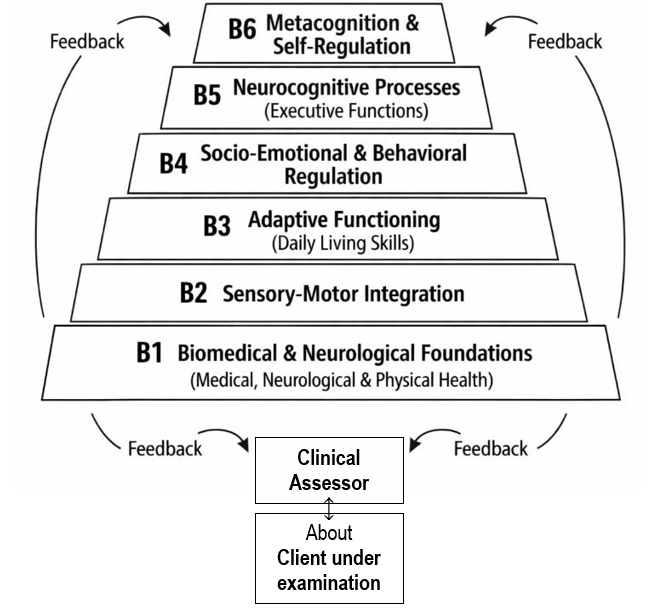 B6 Metacognition &
Self-Regulation
Feedback
Feedback
B5 Neurocognitive Processes
(Executive Functions)
B4 Socio-Emotional & Behavioral
Regulation
B3 Adaptive Functioning
(Daily Living Skills)
B2 Sensory-Motor Integration
B1 Biomedical & Neurological Foundations
(Medical, Neurological & Physical Health)
Feedback
Feedback
Clinical
Assessor
About
Client under
examination